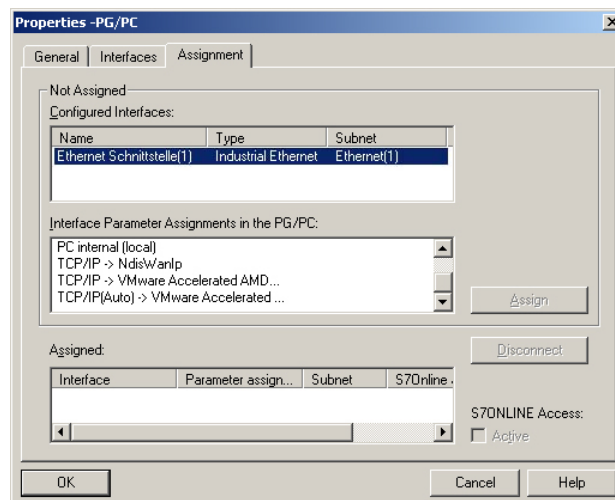 Properties -PG/PC
General Interfaces Assignment
Not Assigned
Configured Interfaces:
Name Type Subnet
Ethernet Schnittstelle(1) Industrial Ethernet Ethernet(1)
Interface Parameter Assignments in the PG/PC:
PC internal (local)
TCP/IP -> NdisWanIp
TCP/IP -> VMware Accelerated AMD...
TCP/IP(Auto) -> VMware Accelerated ...
Assign
Assigned:
Disconnect
Interface Parameter assign... Subnet S7Online
S7ONLINE Access:
Active
OK Cancel Help